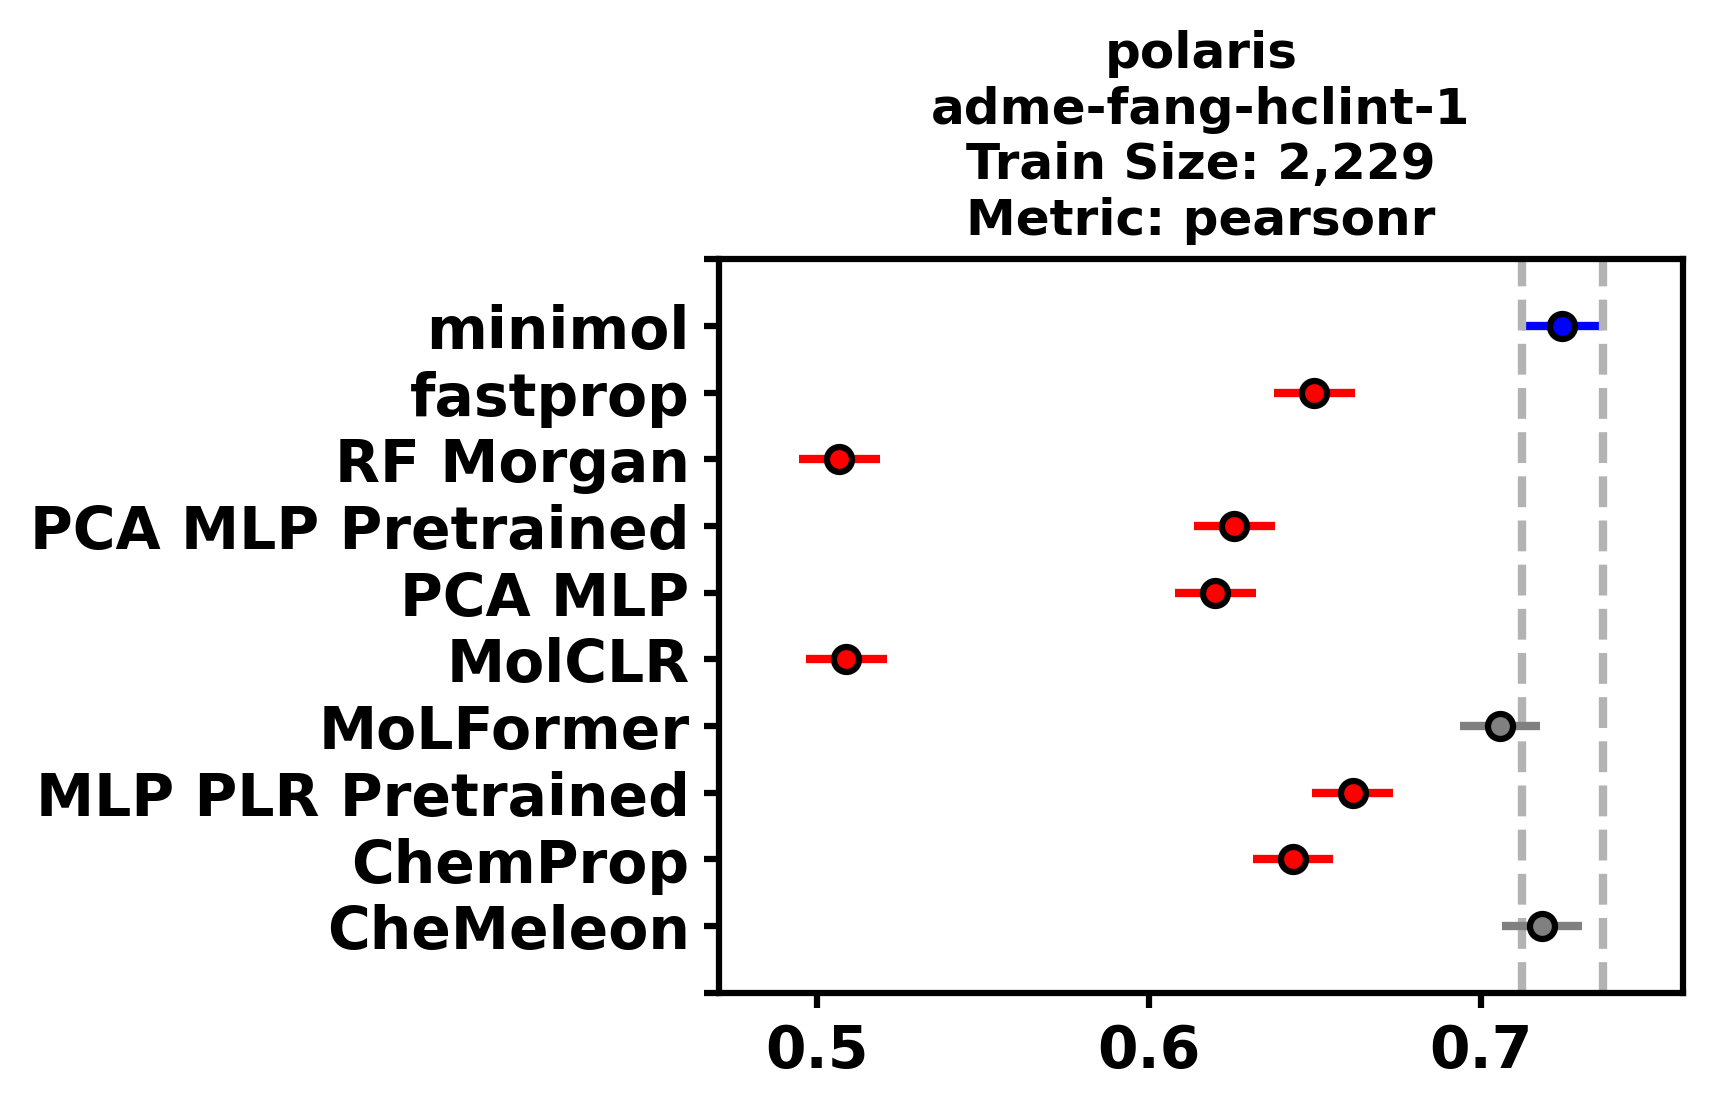 polaris
adme-fang-hclint-1
Train Size: 2,229
Metric: pearsonr
minimol
fastprop
RF Morgan
PCA MLP Pretrained
PCA MLP
MolCLR
MoLFormer
MLP PLR Pretrained
ChemProp
CheMeleon
0.5 0.6 0.7